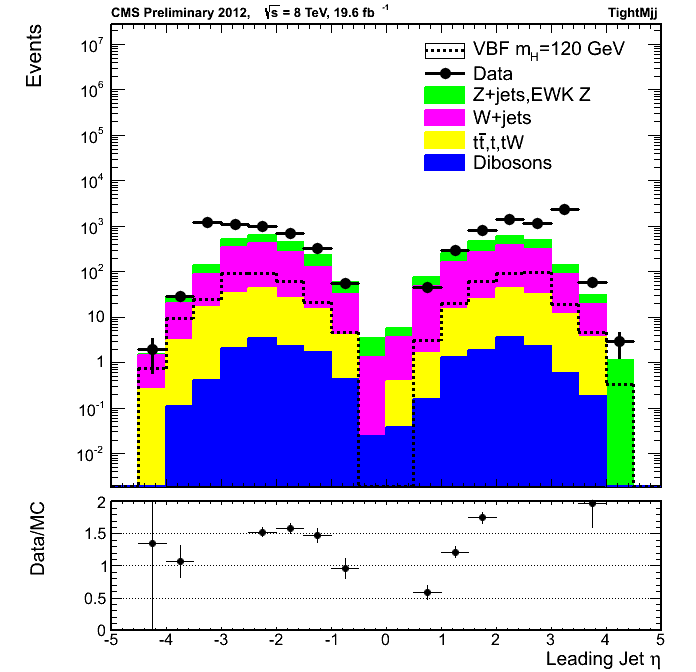 CMS Preliminary 2012, √s = 8 TeV, 19.6 fb⁻¹ TightMjj
Events
10⁷
10⁶
10⁵
10⁴
10³
10²
10
1
10⁻¹
10⁻²
VBF m_H=120 GeV
Data
Z+jets,EWK Z
W+jets
tt̄,t,tW
Dibosons
Data/MC
2
1.5
1
0.5
0
-5 -4 -3 -2 -1 0 1 2 3 4 5
Leading Jet η